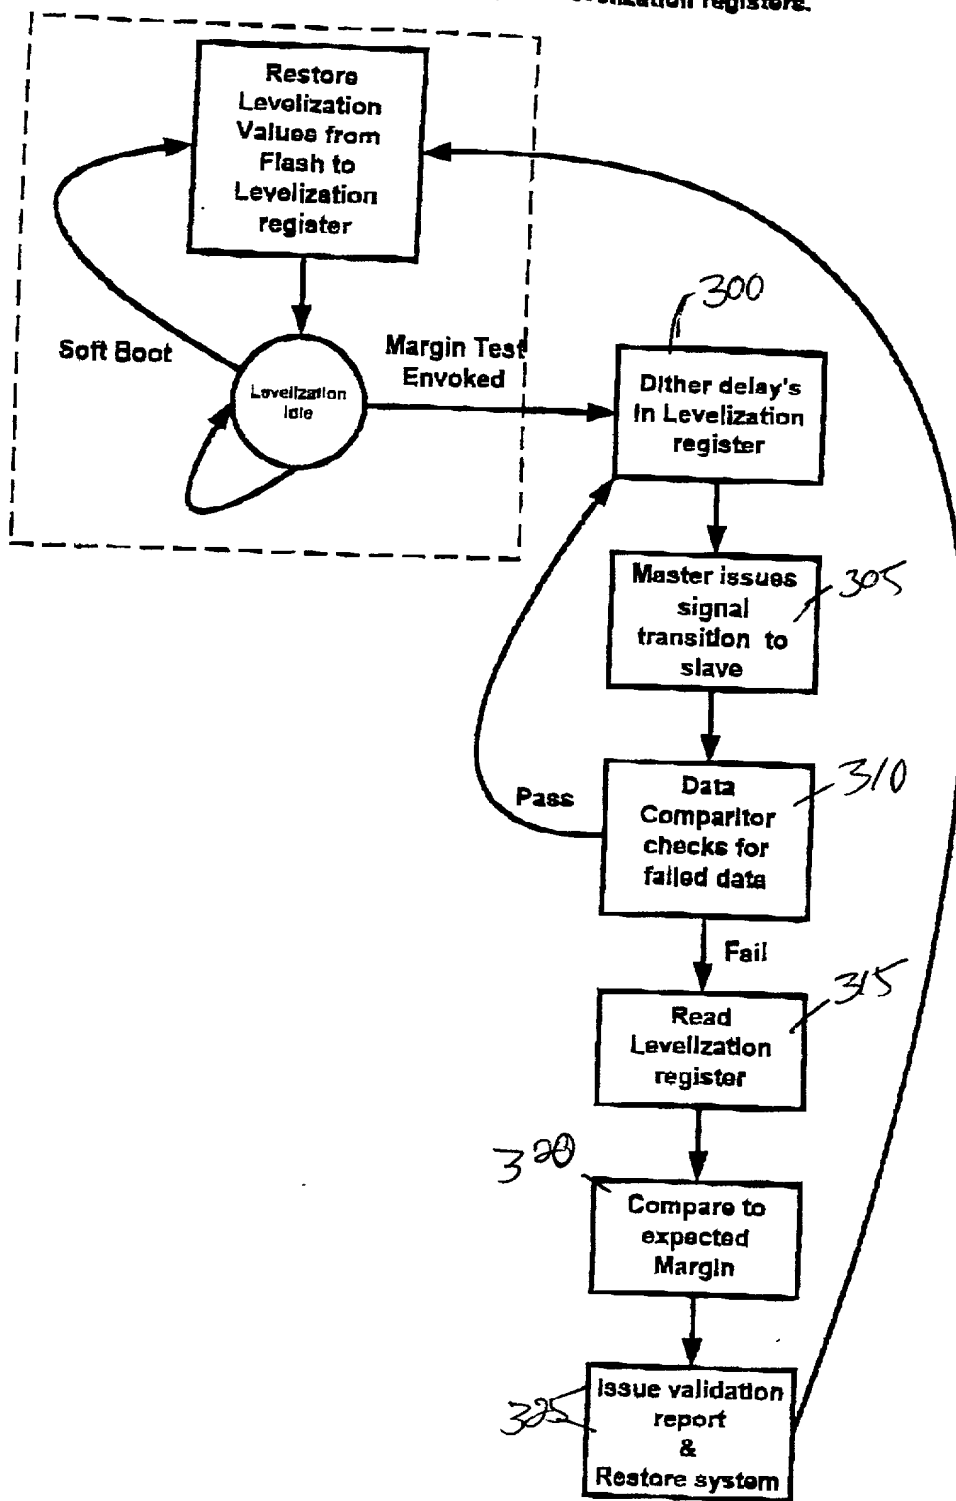 registers.
Restore
Levelization
Values from
Flash to
Levelization
register
300
Soft Boot
Margin Test
Envoked
Levelization
Idle
Dither delay's
in Levelization
register
Master issues
signal
transition to
slave
305
Pass
Data
Comparitor
checks for
failed data
310
Fail
Read
Levelization
register
315
320
Compare to
expected
Margin
325
Issue validation
report
&
Restore system